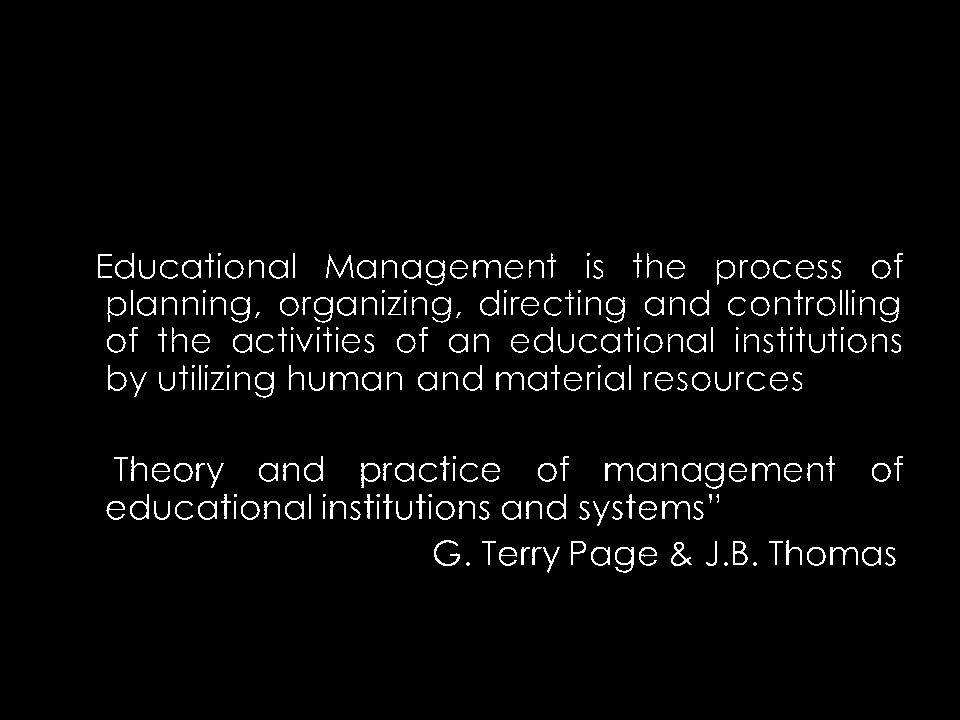 Educational Management is the process of
planning, organizing, directing and controlling
of the activities of an educational institutions
by utilizing human and material resources
Theory and practice of management of
educational institutions and systems”
G. Terry Page & J.B. Thomas